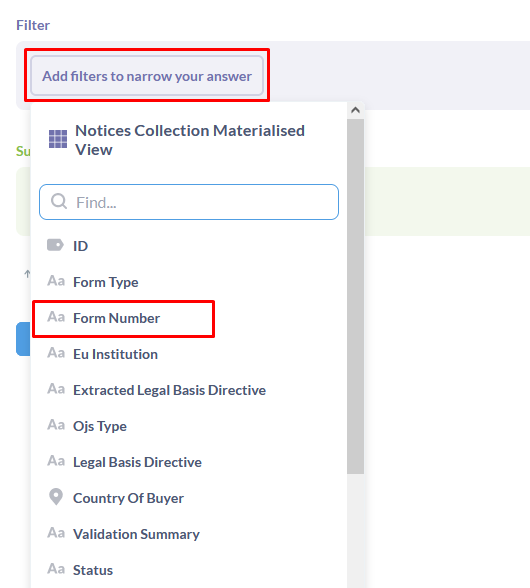 Filter
Add filters to narrow your answer
Notices Collection Materialised
View
Su
Find...
ID
Aa Form Type
Aa Form Number
Aa Eu Institution
Aa Extracted Legal Basis Directive
Aa Ojs Type
Aa Legal Basis Directive
Country Of Buyer
Aa Validation Summary
Aa Status